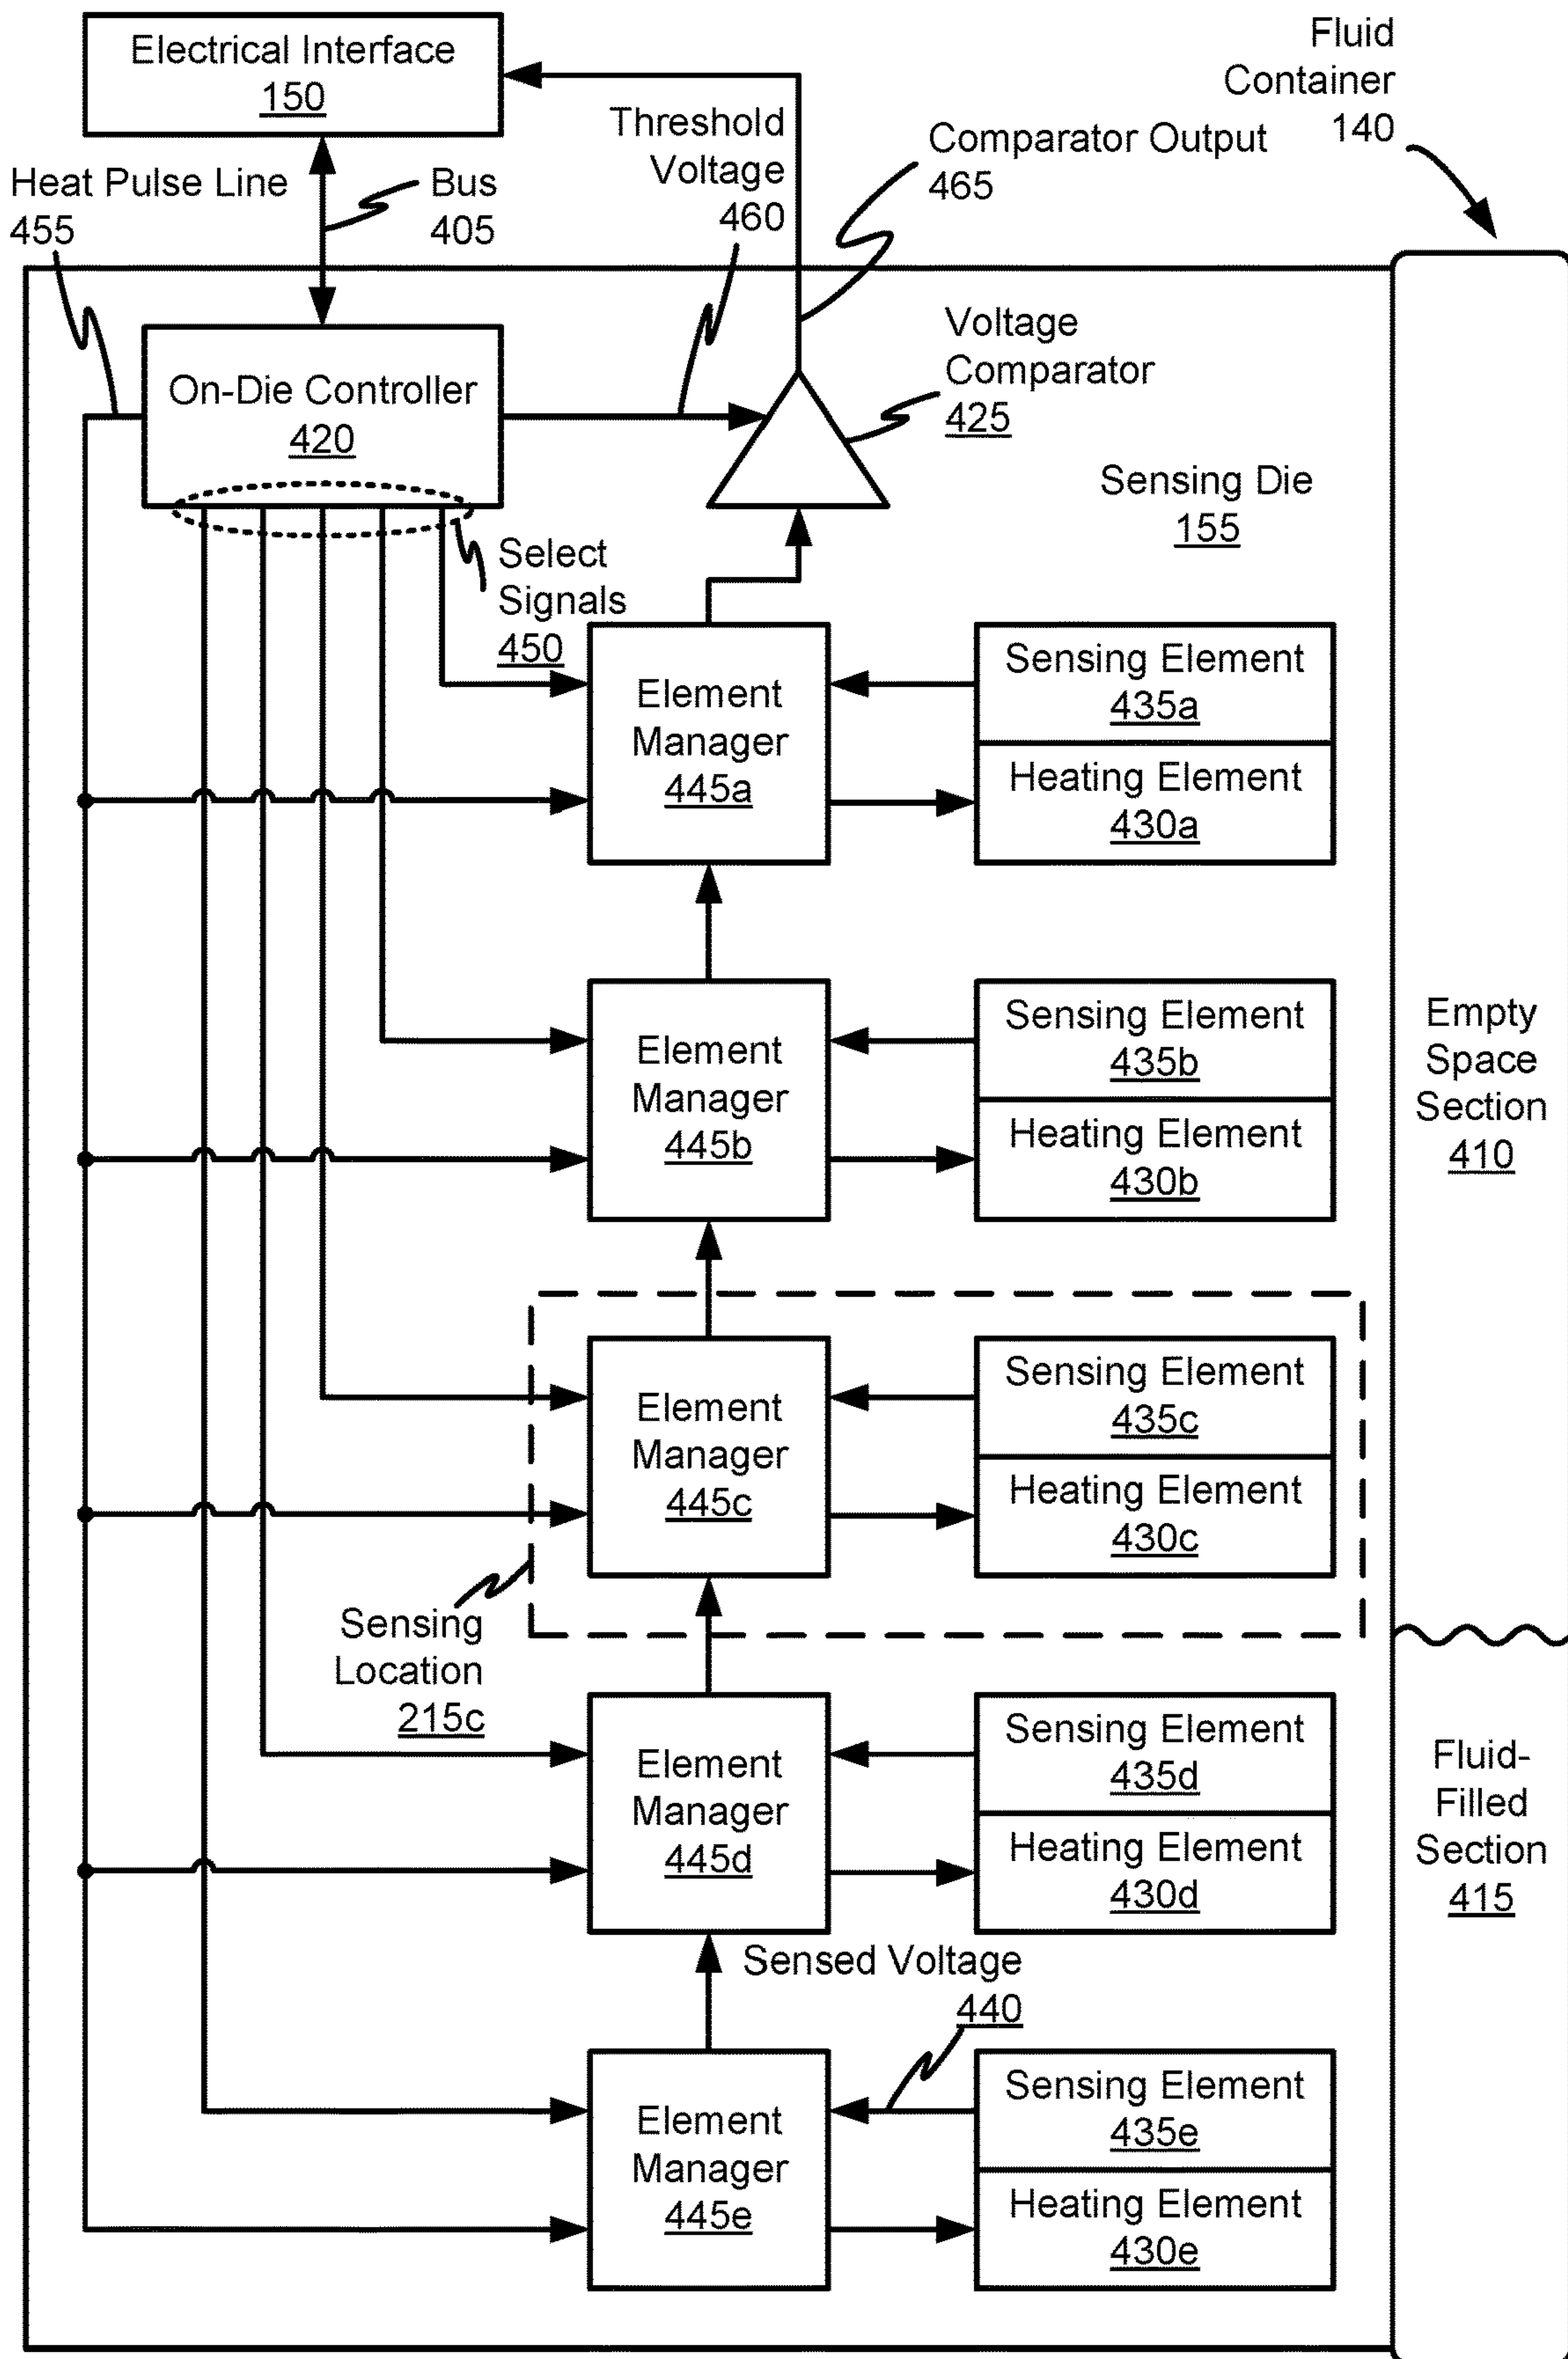 Electrical Interface
150
Fluid
Container
140
Threshold
Voltage
460
Comparator Output
465
Heat Pulse Line
455
Bus
405
On-Die Controller
420
Voltage
Comparator
425
Sensing Die
155
Select
Signals
450
Element
Manager
445a
Sensing Element
435a
Heating Element
430a
Element
Manager
445b
Sensing Element
435b
Heating Element
430b
Empty
Space
Section
410
Element
Manager
445c
Sensing Element
435c
Heating Element
430c
Sensing
Location
215c
Element
Manager
445d
Sensing Element
435d
Heating Element
430d
Fluid-
Filled
Section
415
Sensed Voltage
440
Element
Manager
445e
Sensing Element
435e
Heating Element
430e